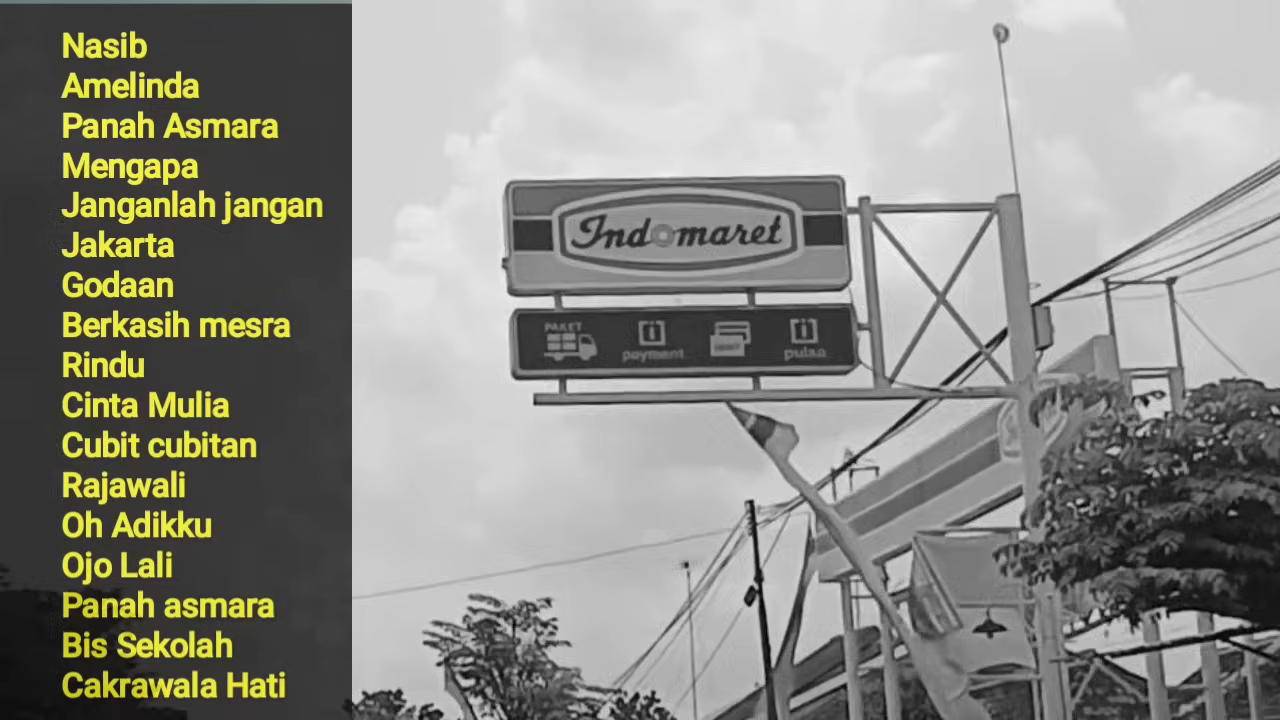 Nasib
Amelinda
Panah Asmara
Mengapa
Janganlah jangan
Jakarta
Godaan
Berkasih mesra
Rindu
Cinta Mulia
Cubit cubitan
Rajawali
Oh Adikku
Ojo Lali
Panah asmara
Bis Sekolah
Cakrawala Hati
Indomaret
PAKET
payment
DEBIT
pulsa